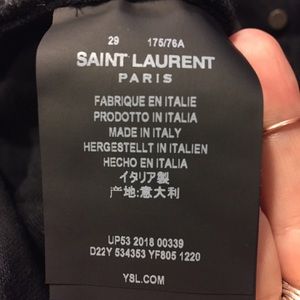 29 175/76A
SAINT LAURENT
PARIS
FABRIQUE EN ITALIE
PRODOTTO IN ITALIA
MADE IN ITALY
HERGESTELLT IN ITALIEN
HECHO EN ITALIA
イタリア製
产地:意大利
UP53 2018 00339
D22Y 534353 YF805 1220
YSL.COM